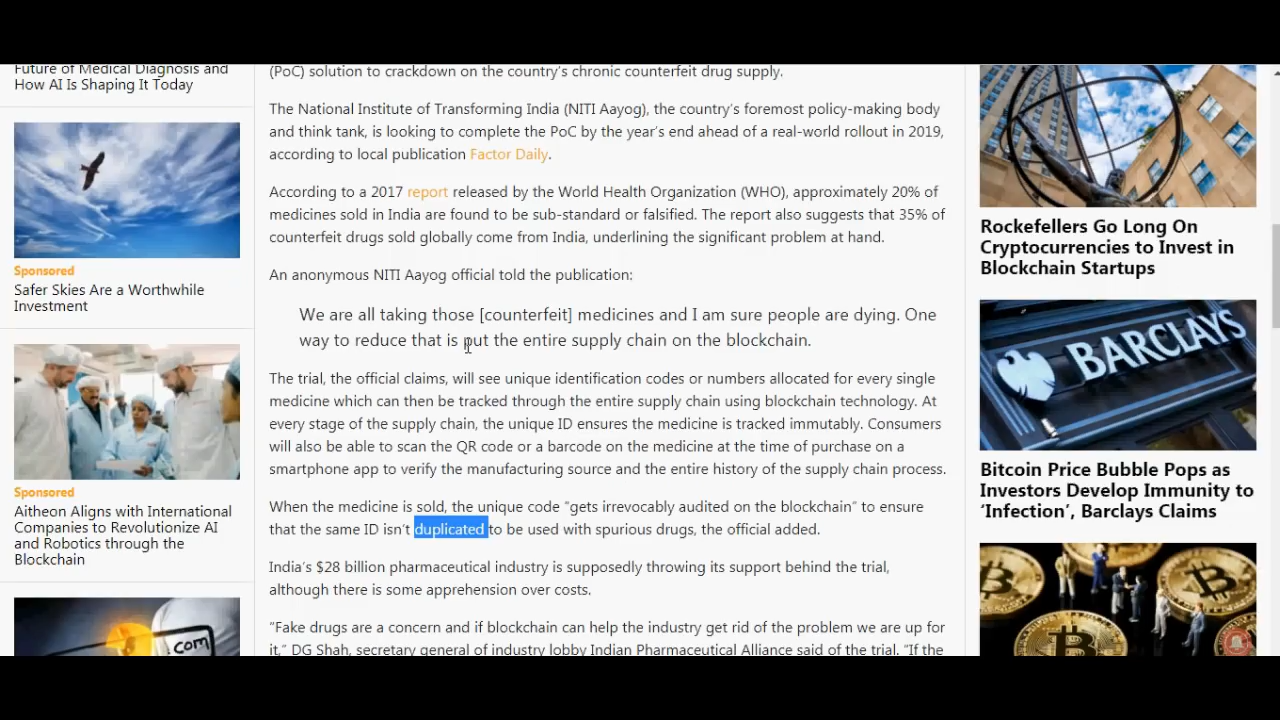 Future of Medical Diagnosis and
How AI Is Shaping It Today
Sponsored
Safer Skies Are a Worthwhile
Investment
Sponsored
Aitheon Aligns with International
Companies to Revolutionize AI
and Robotics through the
Blockchain
.com
(PoC) solution to crackdown on the country's chronic counterfeit drug supply.
The National Institute of Transforming India (NITI Aayog), the country's foremost policy-making body
and think tank, is looking to complete the PoC by the year's end ahead of a real-world rollout in 2019,
according to local publication Factor Daily.
According to a 2017 report released by the World Health Organization (WHO), approximately 20% of
medicines sold in India are found to be sub-standard or falsified. The report also suggests that 35% of
counterfeit drugs sold globally come from India, underlining the significant problem at hand.
An anonymous NITI Aayog official told the publication:
We are all taking those [counterfeit] medicines and I am sure people are dying. One
way to reduce that is put the entire supply chain on the blockchain.
The trial, the official claims, will see unique identification codes or numbers allocated for every single
medicine which can then be tracked through the entire supply chain using blockchain technology. At
every stage of the supply chain, the unique ID ensures the medicine is tracked immutably. Consumers
will also be able to scan the QR code or a barcode on the medicine at the time of purchase on a
smartphone app to verify the manufacturing source and the entire history of the supply chain process.
When the medicine is sold, the unique code "gets irrevocably audited on the blockchain" to ensure
that the same ID isn't duplicated to be used with spurious drugs, the official added.
India's $28 billion pharmaceutical industry is supposedly throwing its support behind the trial,
although there is some apprehension over costs.
"Fake drugs are a concern and if blockchain can help the industry get rid of the problem we are up for
it," DG Shah, secretary general of industry lobby Indian Pharmaceutical Alliance said of the trial. "If the
Rockefellers Go Long On
Cryptocurrencies to Invest in
Blockchain Startups
BARCLAYS
Bitcoin Price Bubble Pops as
Investors Develop Immunity to
'Infection', Barclays Claims